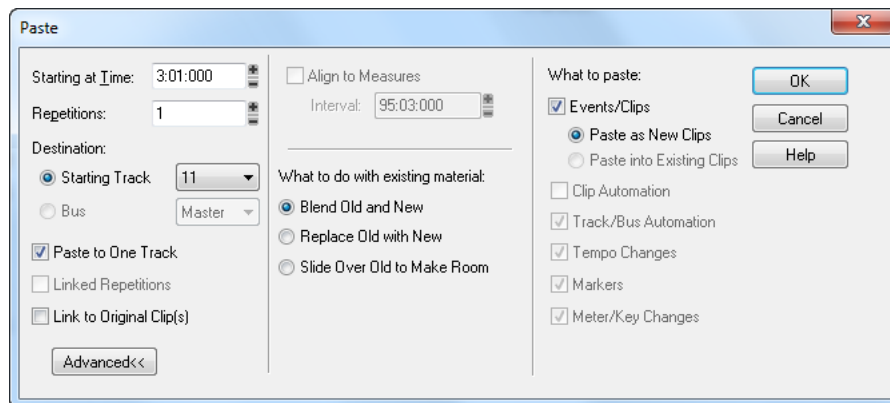 Paste
Starting at Time: 3:01:000
Repetitions: 1
Destination:
Starting Track 11
Bus Master
Paste to One Track
Linked Repetitions
Link to Original Clip(s)
Advanced<<
Align to Measures
Interval: 95:03:000
What to do with existing material:
Blend Old and New
Replace Old with New
Slide Over Old to Make Room
What to paste:
Events/Clips
Paste as New Clips
Paste into Existing Clips
Clip Automation
Track/Bus Automation
Tempo Changes
Markers
Meter/Key Changes
OK
Cancel
Help